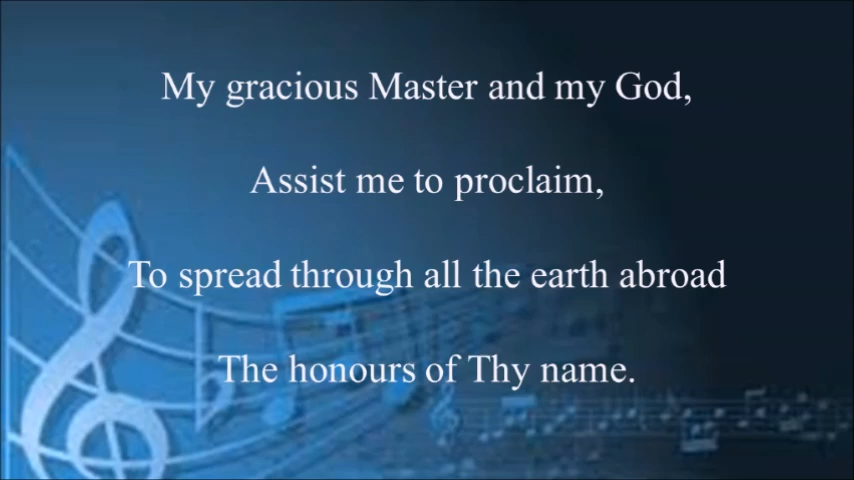 My gracious Master and my God,
Assist me to proclaim,
To spread through all the earth abroad
The honours of Thy name.